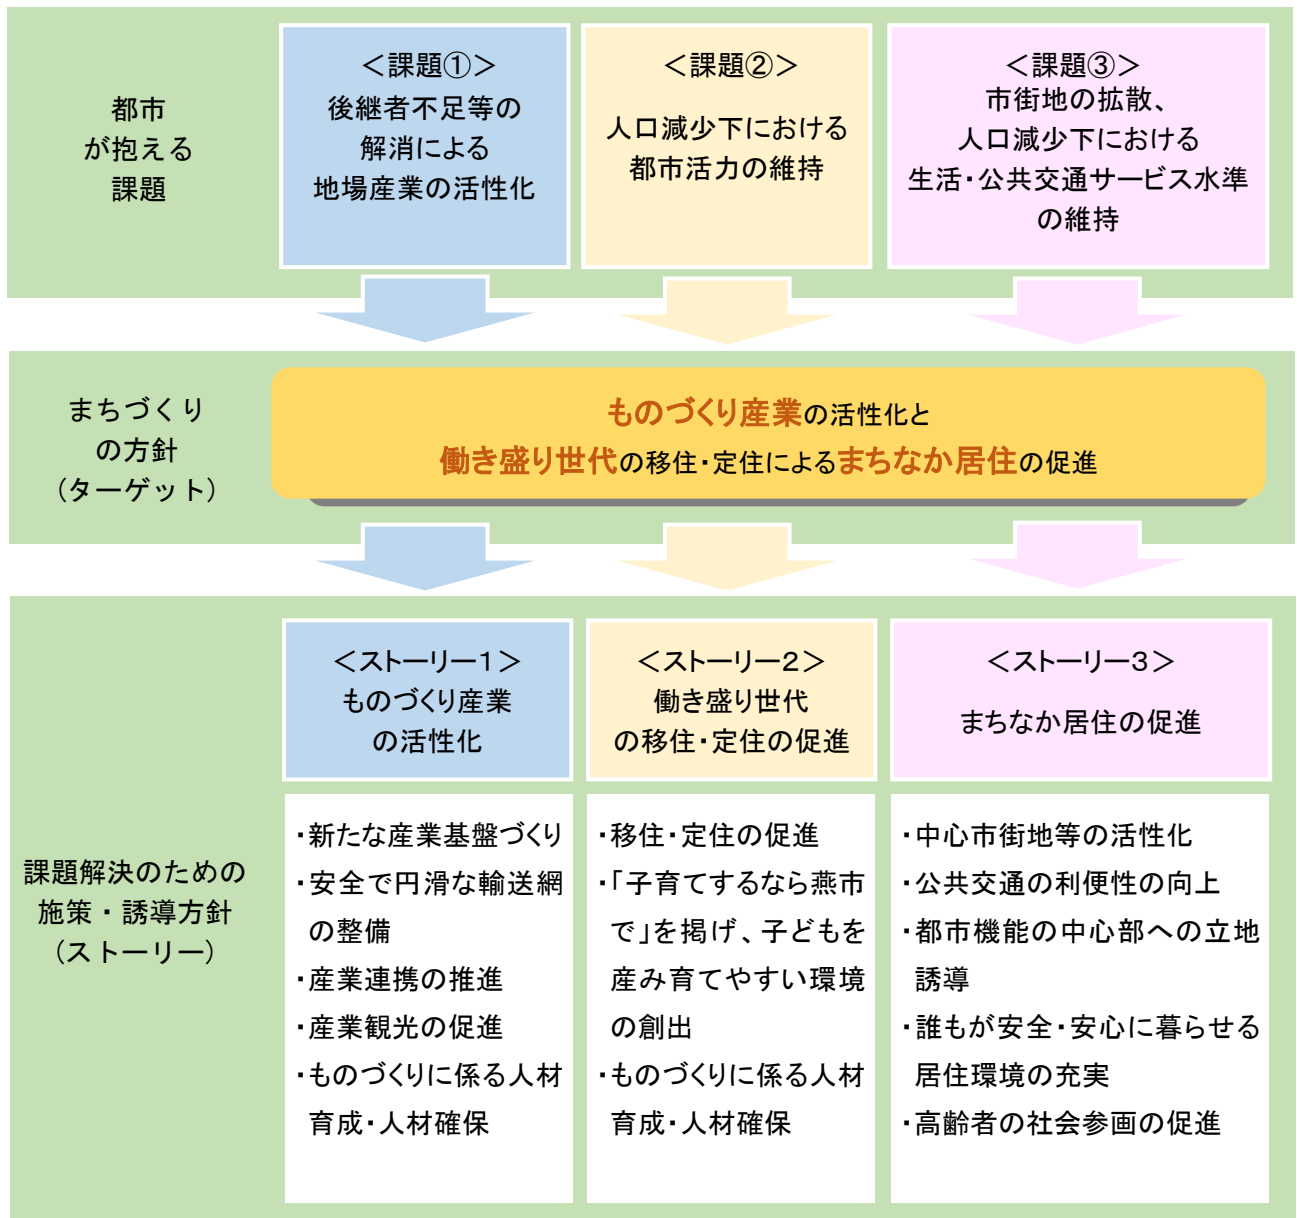 都市
が抱える
課題
＜課題①＞
後継者不足等の
解消による
地場産業の活性化
＜課題②＞
人口減少下における
都市活力の維持
＜課題③＞
市街地の拡散、
人口減少下における
生活・公共交通サービス水準
の維持
まちづくり
の方針
（ターゲット）
ものづくり産業の活性化と
働き盛り世代の移住・定住によるまちなか居住の促進
課題解決のための
施策・誘導方針
（ストーリー）
＜ストーリー１＞
ものづくり産業
の活性化
・新たな産業基盤づくり
・安全で円滑な輸送網
の整備
・産業連携の推進
・産業観光の促進
・ものづくりに係る人材
育成・人材確保
＜ストーリー２＞
働き盛り世代
の移住・定住の促進
・移住・定住の促進
・「子育てするなら燕市
で」を掲げ、子どもを
産み育てやすい環境
の創出
・ものづくりに係る人材
育成・人材確保
＜ストーリー３＞
まちなか居住の促進
・中心市街地等の活性化
・公共交通の利便性の向上
・都市機能の中心部への立地
誘導
・誰もが安全・安心に暮らせる
居住環境の充実
・高齢者の社会参画の促進